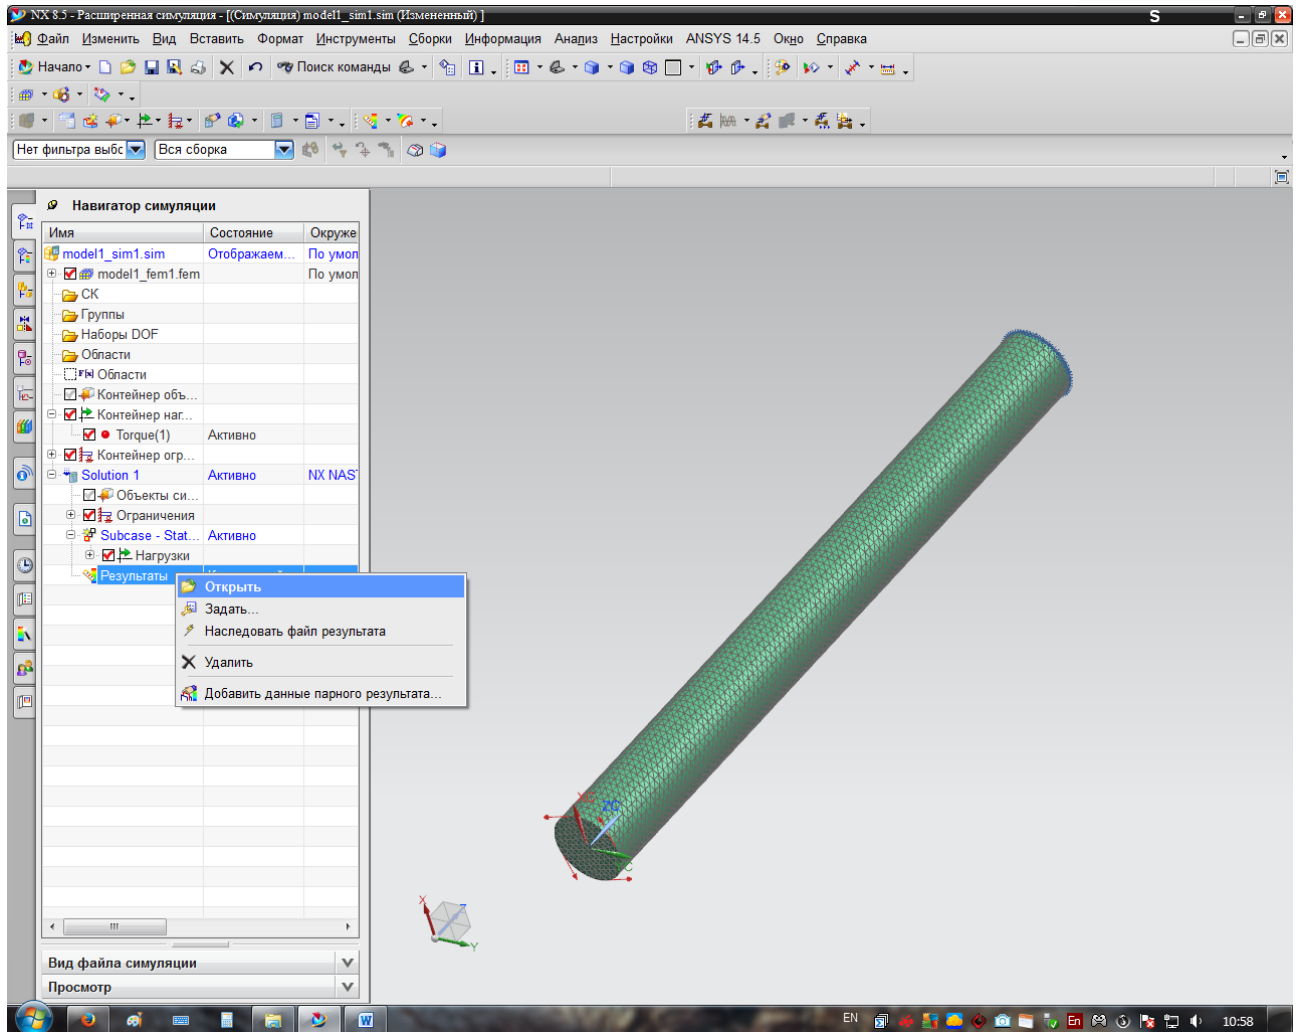 NX 8.5 - Расширенная симуляция - [(Симуляция) model1_sim1.sim (Измененный) ]
S
Файл Изменить Вид Вставить Формат Инструменты Сборки Информация Анализ Настройки ANSYS 14.5 Окно Справка
Начало Поиск команды
Нет фильтра выбс Вся сборка
Навигатор симуляции
Имя Состояние Окруже
model1_sim1.sim Отображаем... По умол
model1_fem1.fem По умол
СК
Группы
Наборы DOF
Области
Области
Контейнер объ...
Контейнер наг...
Torque(1) Активно
Контейнер огр...
Solution 1 Активно NX NAS
Объекты си...
Ограничения
Subcase - Stat... Активно
Нагрузки
Результаты
Открыть
Задать...
Наследовать файл результата
Удалить
Добавить данные парного результата...
XC
ZC
X
Z
Y
Вид файла симуляции
Просмотр
EN
En
10:58